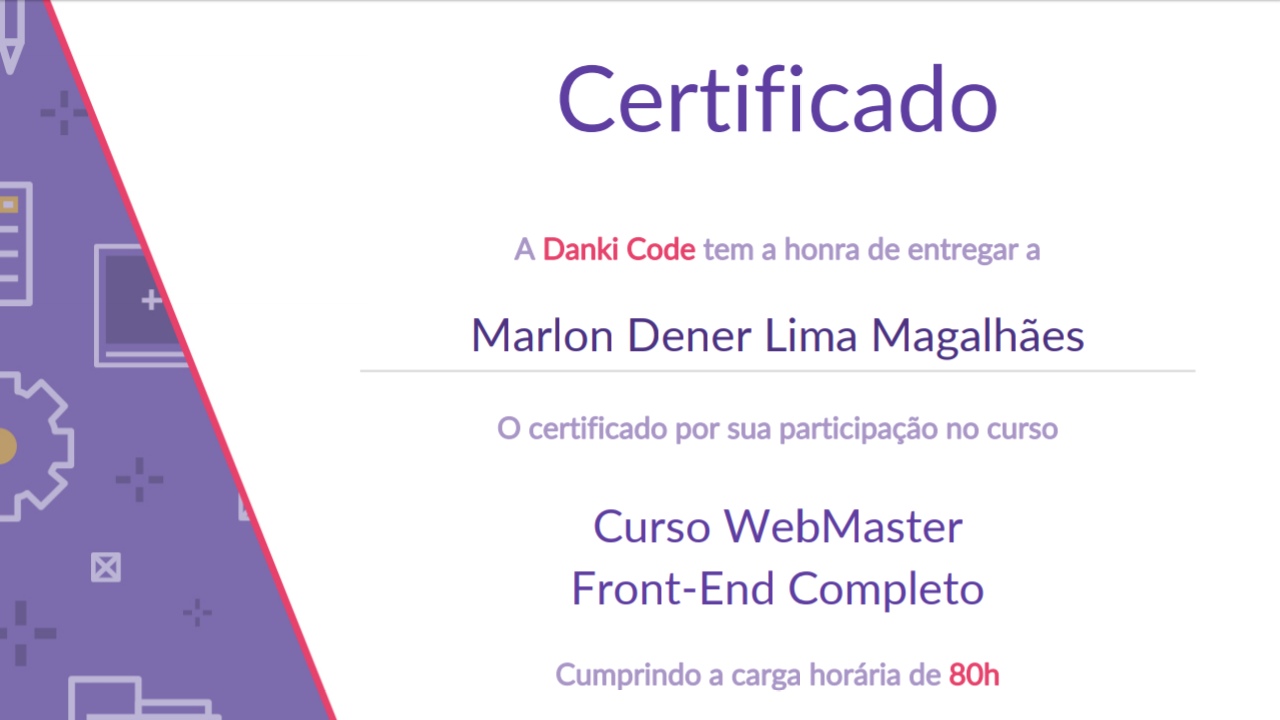 Certificado
A Danki Code tem a honra de entregar a
Marlon Dener Lima Magalhães
O certificado por sua participação no curso
Curso WebMaster
Front-End Completo
Cumprindo a carga horária de 80h